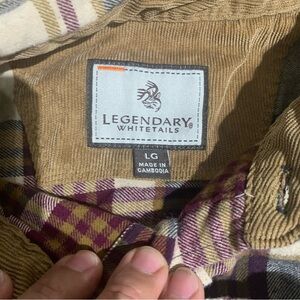 LEGENDARY®
WHITETAILS
LG
MADE IN
CAMBODIA